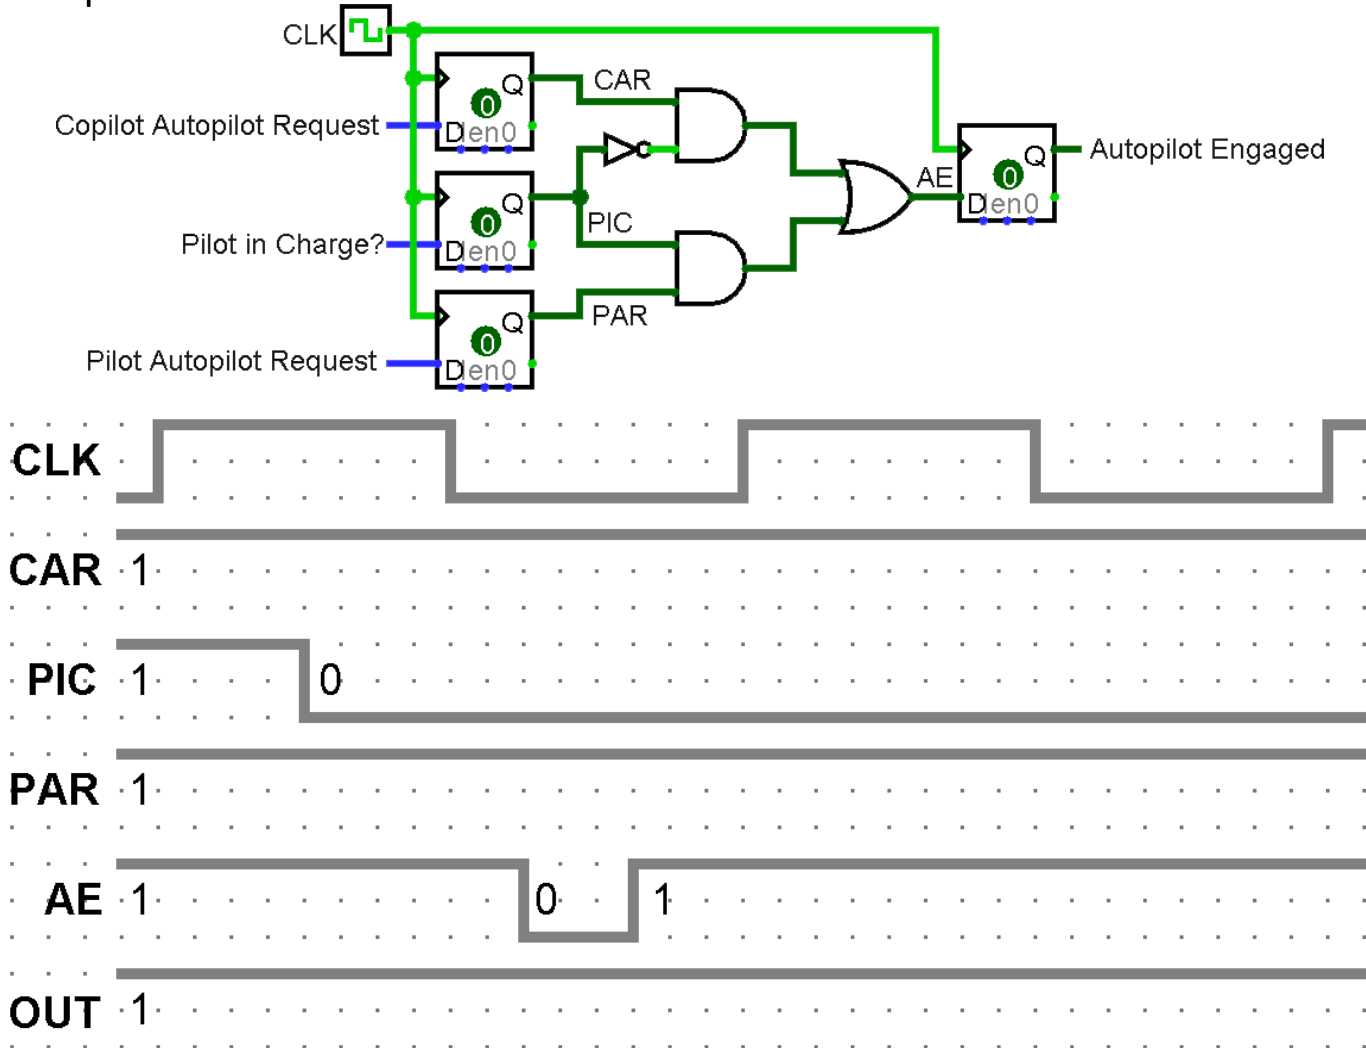 CLK
Q
CAR
0
Copilot Autopilot Request
D en0
Q
Autopilot Engaged
AE
0
D en0
Q
0
PIC
Pilot in Charge?
D en0
Q
PAR
0
Pilot Autopilot Request
D en0
CLK
CAR 1
PIC 1 0
PAR 1
AE 1 0 1
OUT 1